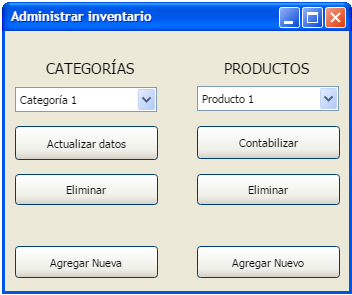 Administrar inventario
CATEGORÍAS PRODUCTOS
Categoría 1 Producto 1
Actualizar datos Contabilizar
Eliminar Eliminar
Agregar Nueva Agregar Nuevo